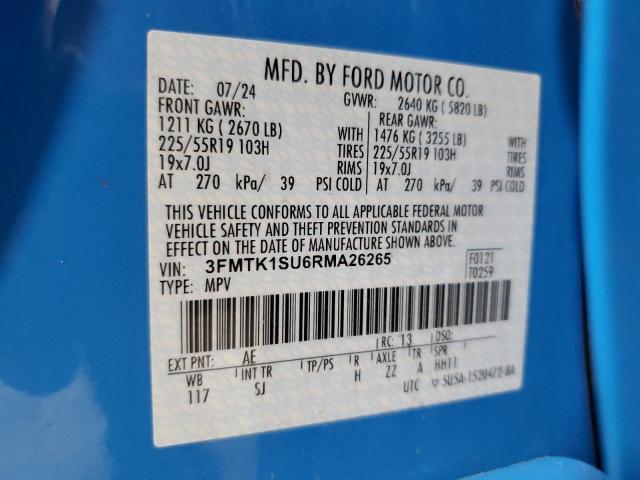 MFD. BY FORD MOTOR CO.
DATE: 07/24 GVWR: 2640 KG ( 5820 LB)
FRONT GAWR: REAR GAWR:
1211 KG ( 2670 LB) WITH 1476 KG ( 3255 LB) WITH
225/55R19 103H TIRES 225/55R19 103H TIRES
19x7.0J RIMS 19x7.0J RIMS
AT 270 kPa/ 39 PSI COLD AT 270 kPa/ 39 PSI COLD
THIS VEHICLE CONFORMS TO ALL APPLICABLE FEDERAL MOTOR
VEHICLE SAFETY AND THEFT PREVENTION STANDARDS IN
EFFECT ON THE DATE OF MANUFACTURE SHOWN ABOVE.
VIN: 3FMTK1SU6RMA26265 F0121
TYPE: MPV T0259
EXT PNT: AE RC: 13 DSO:
WB INT TR TP/PS R AXLE TR SPR
117 SJ H ZZ A HH11
UTC SU5A-1520472-BA